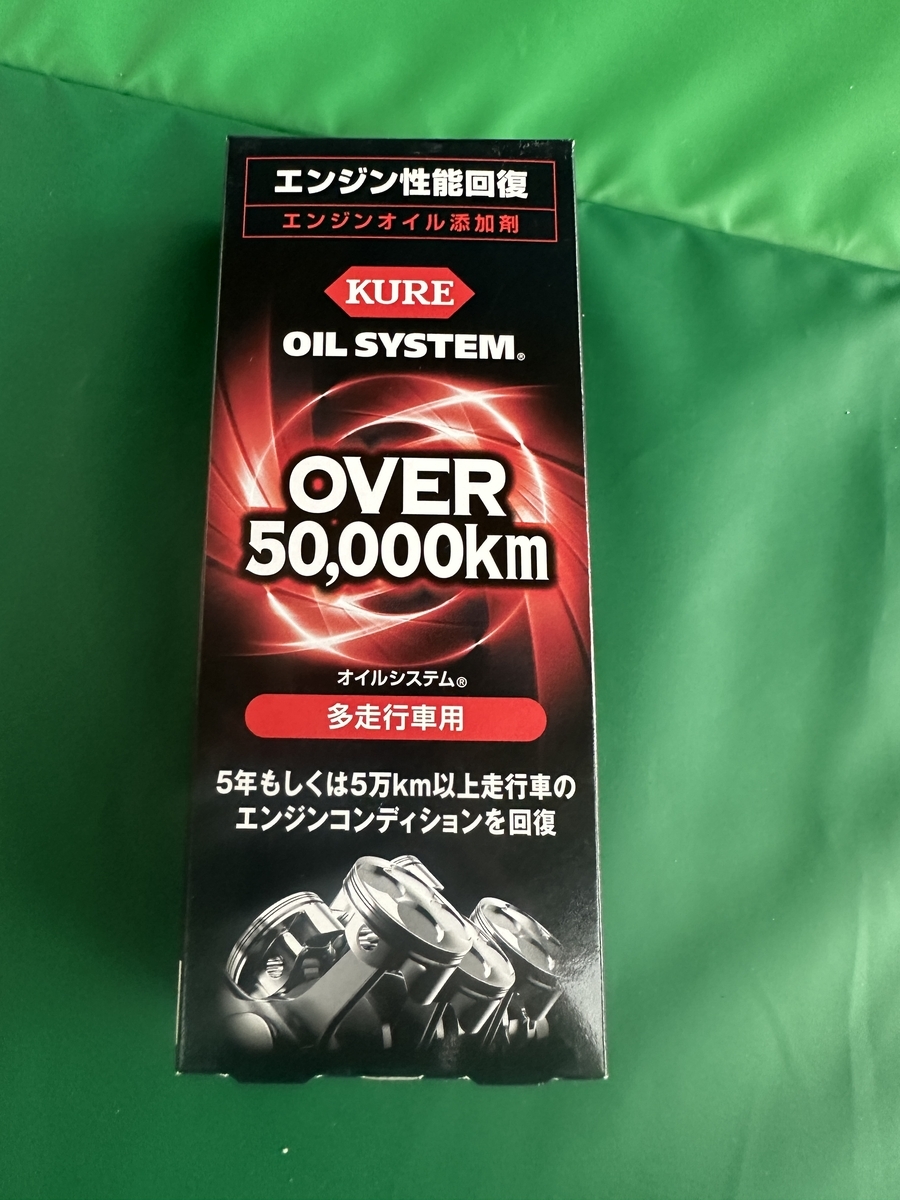 エンジン性能回復
エンジンオイル添加剤
KURE
OIL SYSTEM®
OVER
50,000km
オイルシステム®
多走行車用
5年もしくは5万km以上走行車の
エンジンコンディションを回復